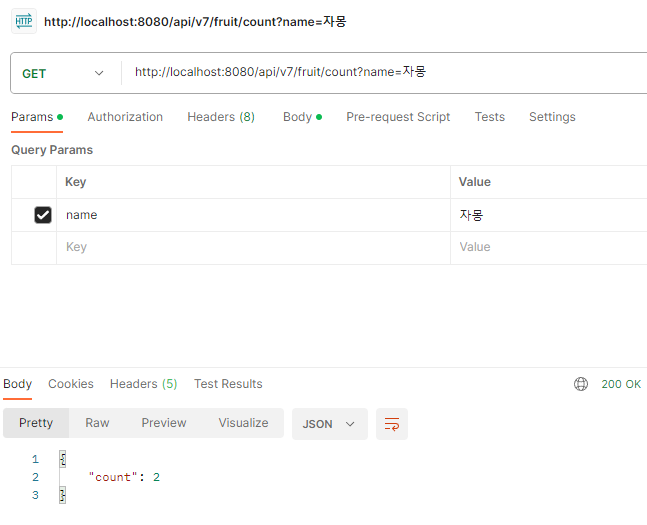 HTTP http://localhost:8080/api/v7/fruit/count?name=자몽
GET http://localhost:8080/api/v7/fruit/count?name=자몽
Params Authorization Headers (8) Body Pre-request Script Tests Settings
Query Params
Key Value
name 자몽
Key Value
Body Cookies Headers (5) Test Results 200 OK
Pretty Raw Preview Visualize JSON
1 {
2 "count": 2
3 }